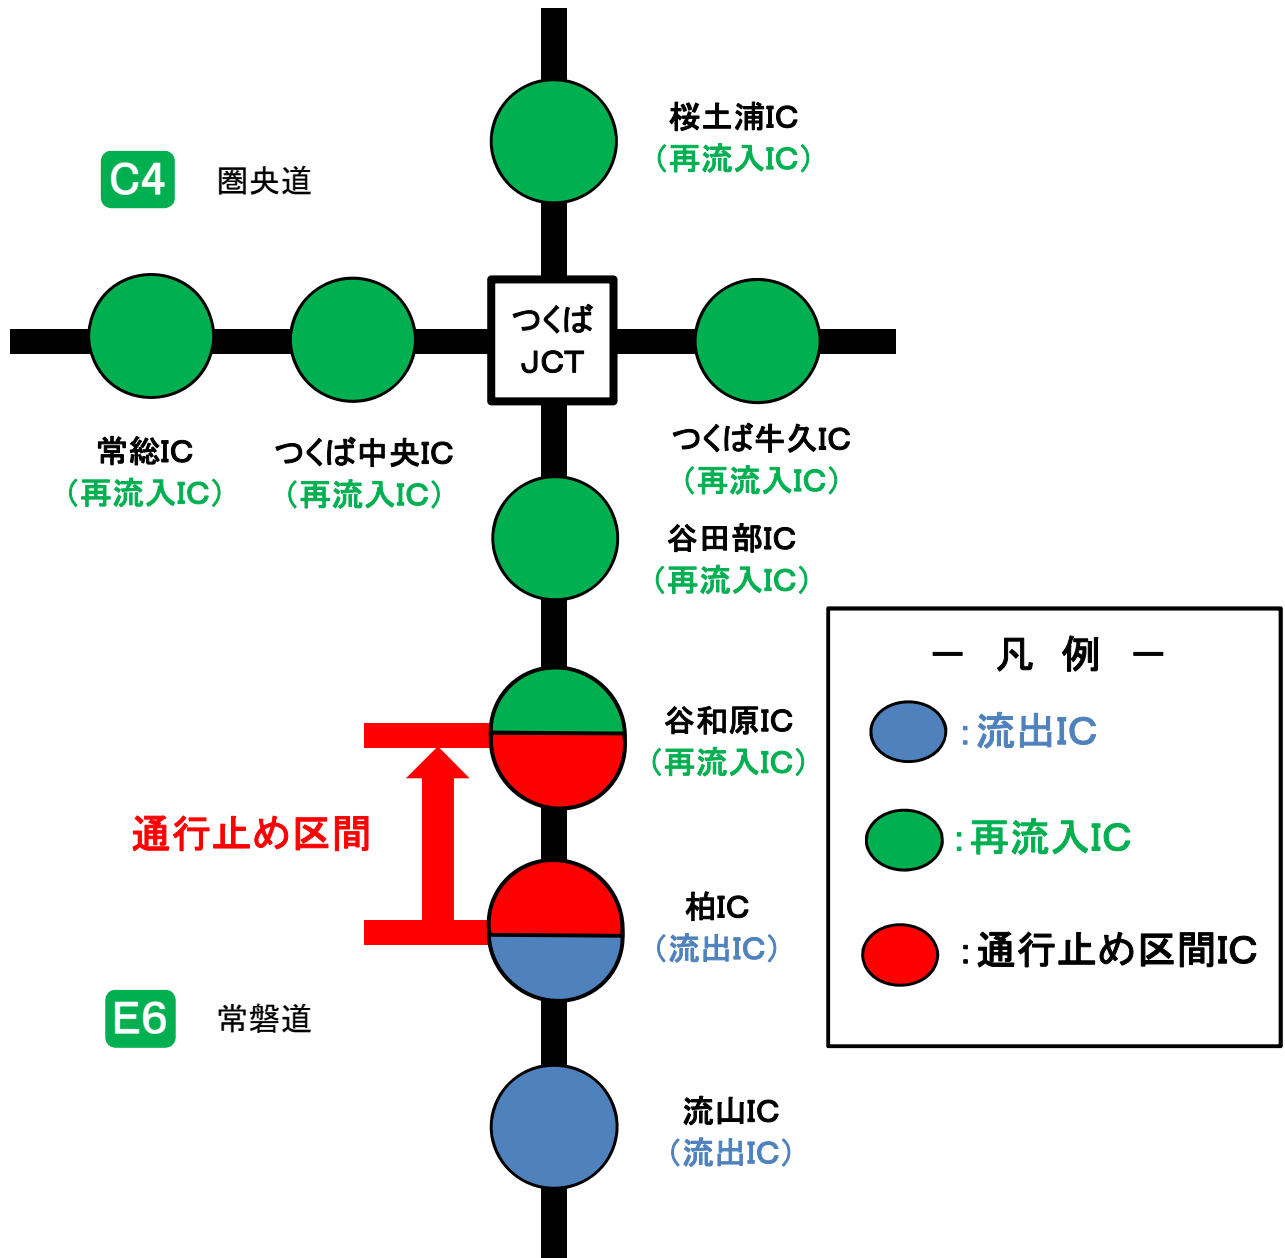 桜土浦IC
（再流入IC）
C4 圏央道
つくば
JCT
常総IC
（再流入IC）
つくば中央IC
（再流入IC）
つくば牛久IC
（再流入IC）
谷田部IC
（再流入IC）
－ 凡 例 －
：流出IC
：再流入IC
：通行止め区間IC
谷和原IC
（再流入IC）
通行止め区間
柏IC
（流出IC）
E6 常磐道
流山IC
（流出IC）